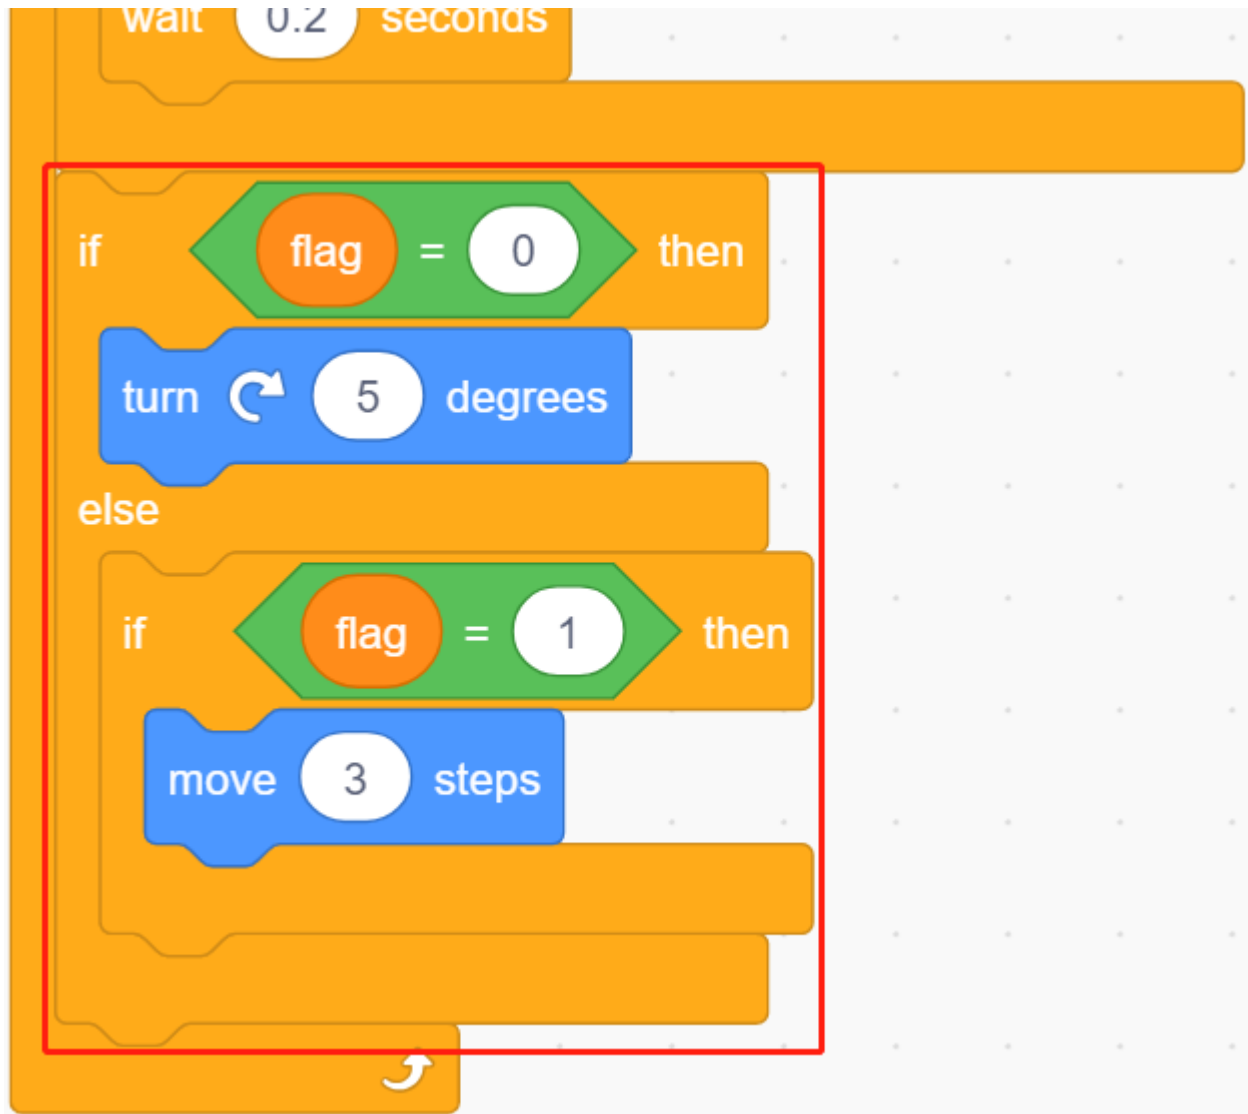 wait 0.2 seconds
if flag = 0 then
turn 5 degrees
else
if flag = 1 then
move 3 steps